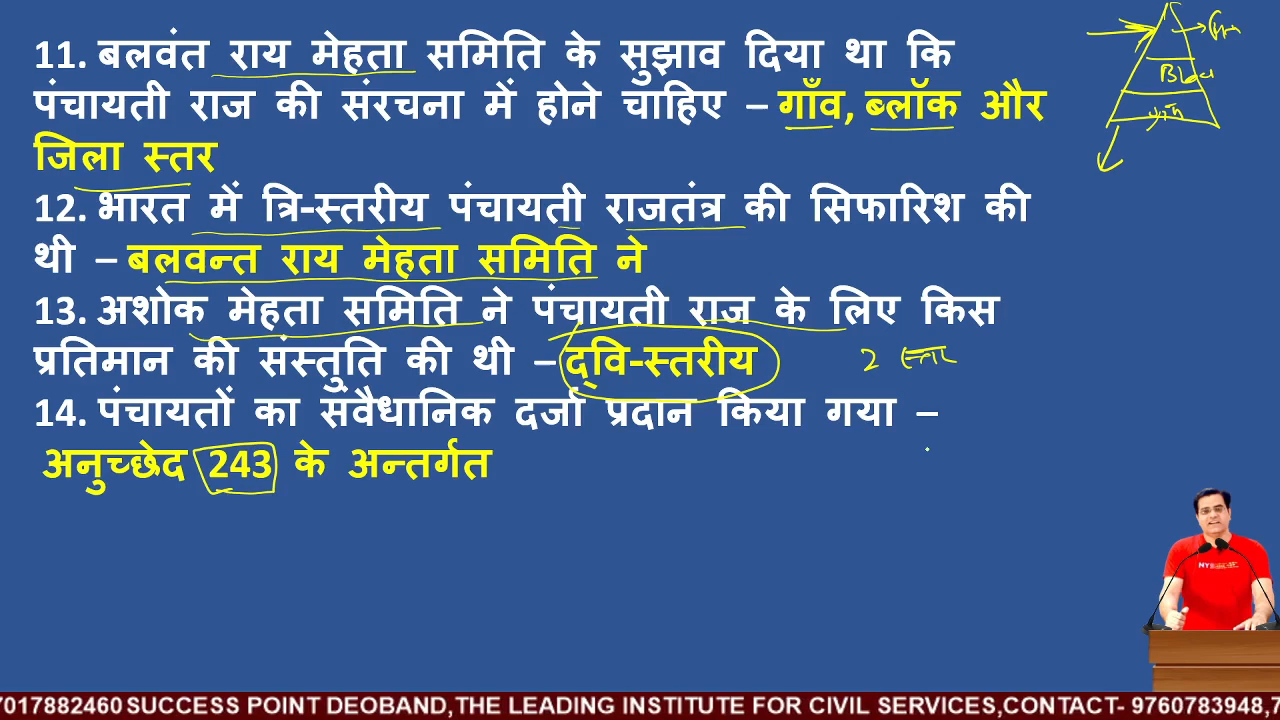 11. बलवंत राय मेहता समिति के सुझाव दिया था कि
पंचायती राज की संरचना में होने चाहिए – गाँव, ब्लॉक और
जिला स्तर
12. भारत में त्रि-स्तरीय पंचायती राजतंत्र की सिफारिश की
थी – बलवन्त राय मेहता समिति ने
13. अशोक मेहता समिति ने पंचायती राज के लिए किस
प्रतिमान की संस्तुति की थी – द्वि-स्तरीय
2 स्तर
14. पंचायतों का संवैधानिक दर्जा प्रदान किया गया –
अनुच्छेद 243 के अन्तर्गत
7017882460 SUCCESS POINT DEOBAND,THE LEADING INSTITUTE FOR CIVIL SERVICES,CONTACT- 9760783948,7